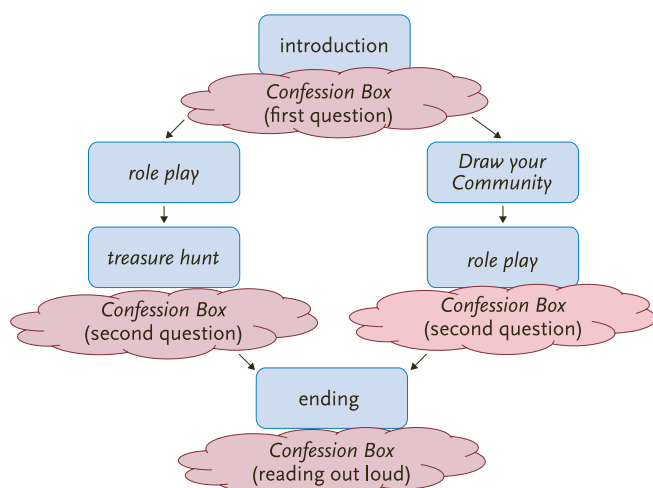 introduction
Confession Box
(first question)
role play
Draw your
Community
treasure hunt
role play
Confession Box
(second question)
Confession Box
(second question)
ending
Confession Box
(reading out loud)